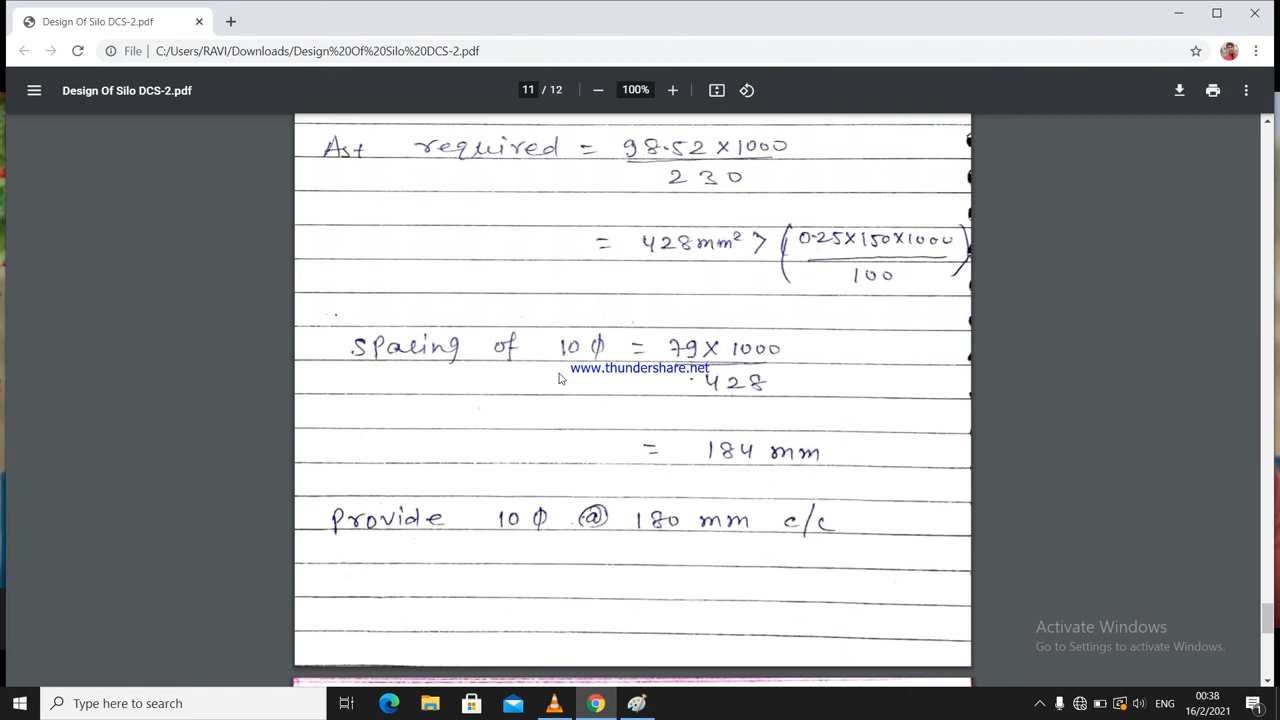 Design Of Silo DCS-2.pdf
File C:/Users/RAVI/Downloads/Design%20Of%20Silo%20DCS-2.pdf
Design Of Silo DCS-2.pdf 11 / 12 100%
Ast required = 98.52 × 1000
230
= 428 mm² > (0.25×150×1000
100)
Spacing of 10 φ = 79 × 1000
www.thundershare.net
428
= 184 mm
Provide 10 φ @ 180 mm c/c
Activate Windows
Go to Settings to activate Windows.
Type here to search
ENG
00:38
16/2/2021
1